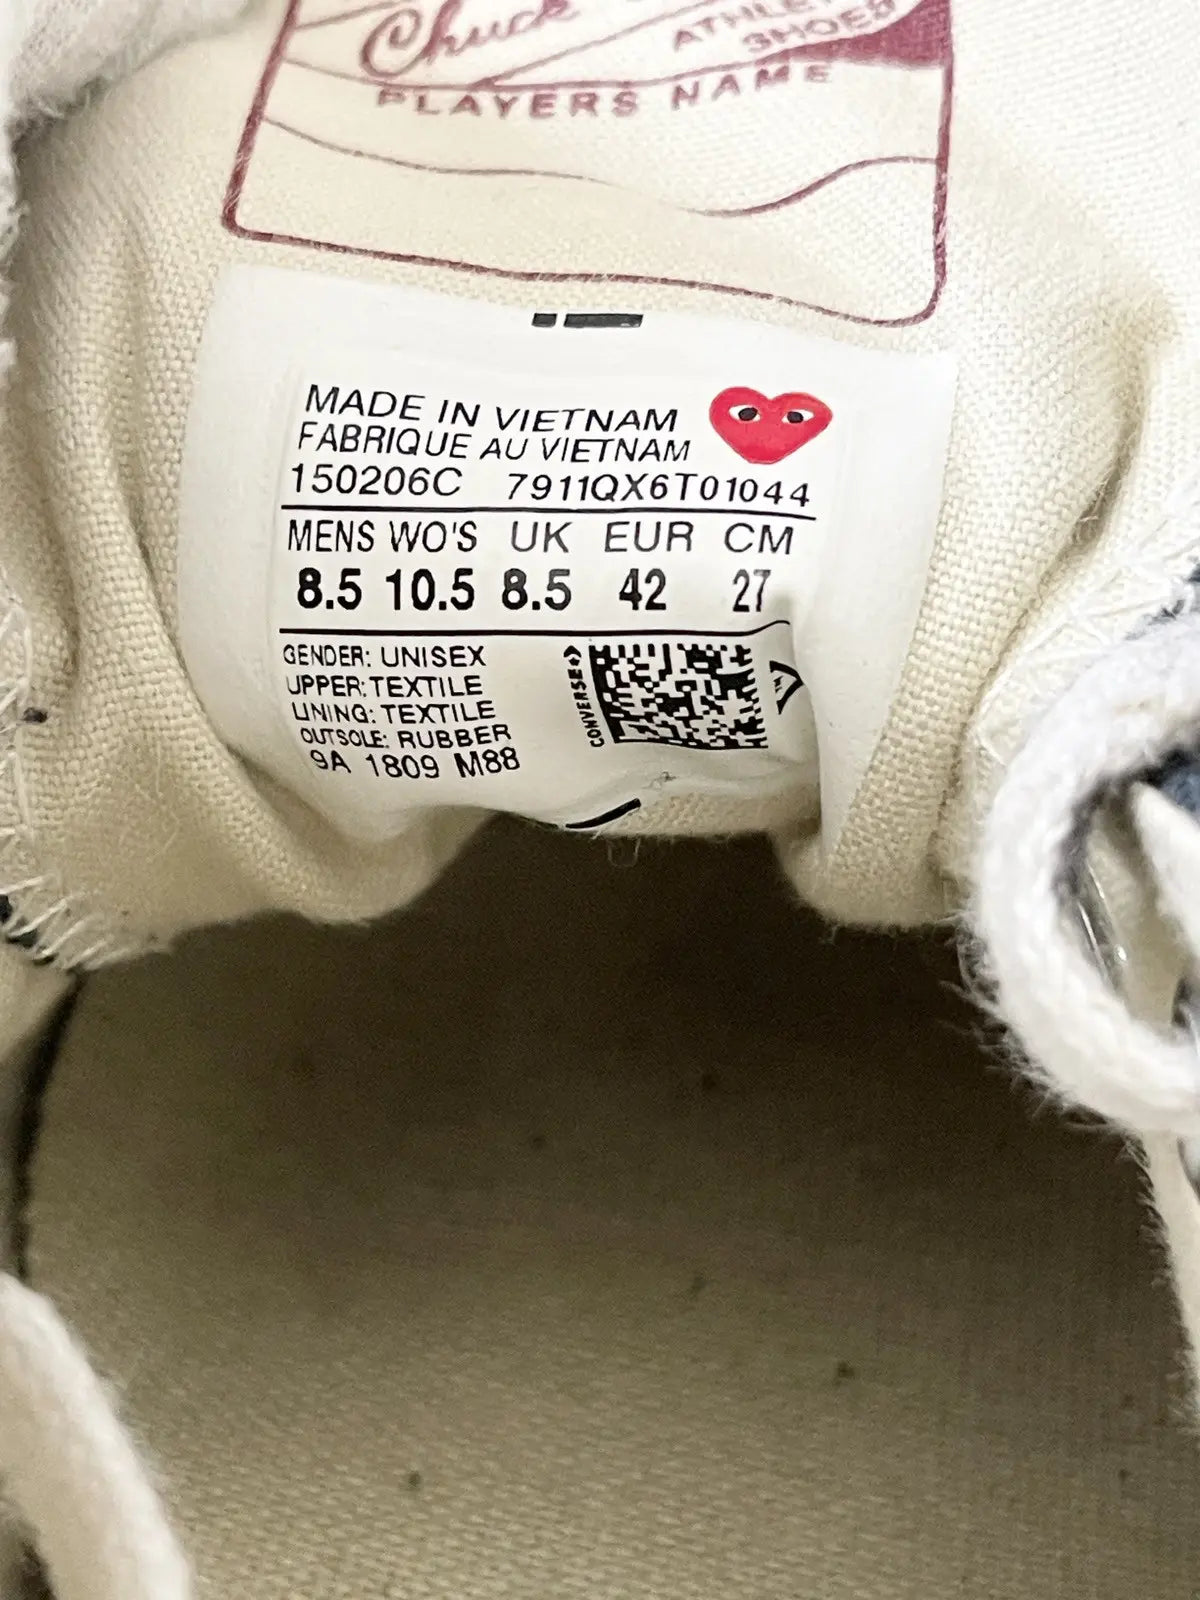 Chuck
ATHLE
SHOES
PLAYERS NAME
MADE IN VIETNAM
FABRIQUE AU VIETNAM
150206C 7911QX6T01044
MENS WO'S UK EUR CM
8.5 10.5 8.5 42 27
GENDER: UNISEX
UPPER: TEXTILE
LINING: TEXTILE
OUTSOLE: RUBBER
9A 1809 M88
CONVERSE